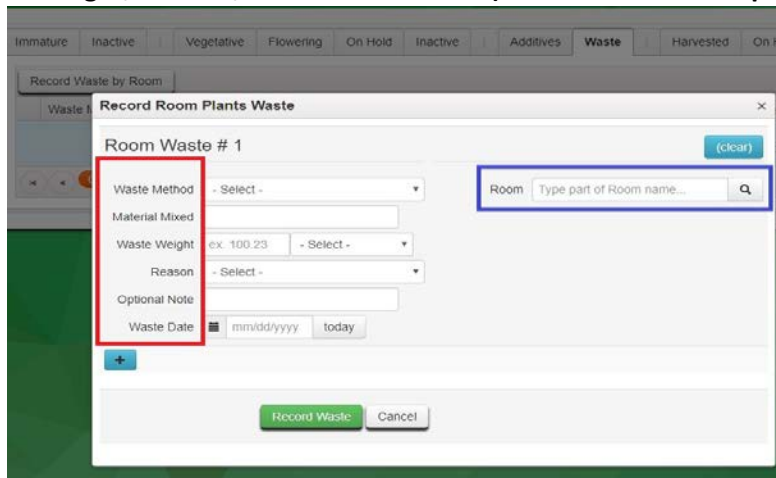 Immature Inactive Vegetative Flowering On Hold Inactive Additives Waste Harvested On
Record Waste by Room
Waste
Record Room Plants Waste ×
Room Waste # 1 (clear)
Waste Method - Select - Room Type part of Room name...
Material Mixed
Waste Weight ex. 100.23 - Select -
Reason - Select -
Optional Note
Waste Date mm/dd/yyyy today
+
Record Waste Cancel